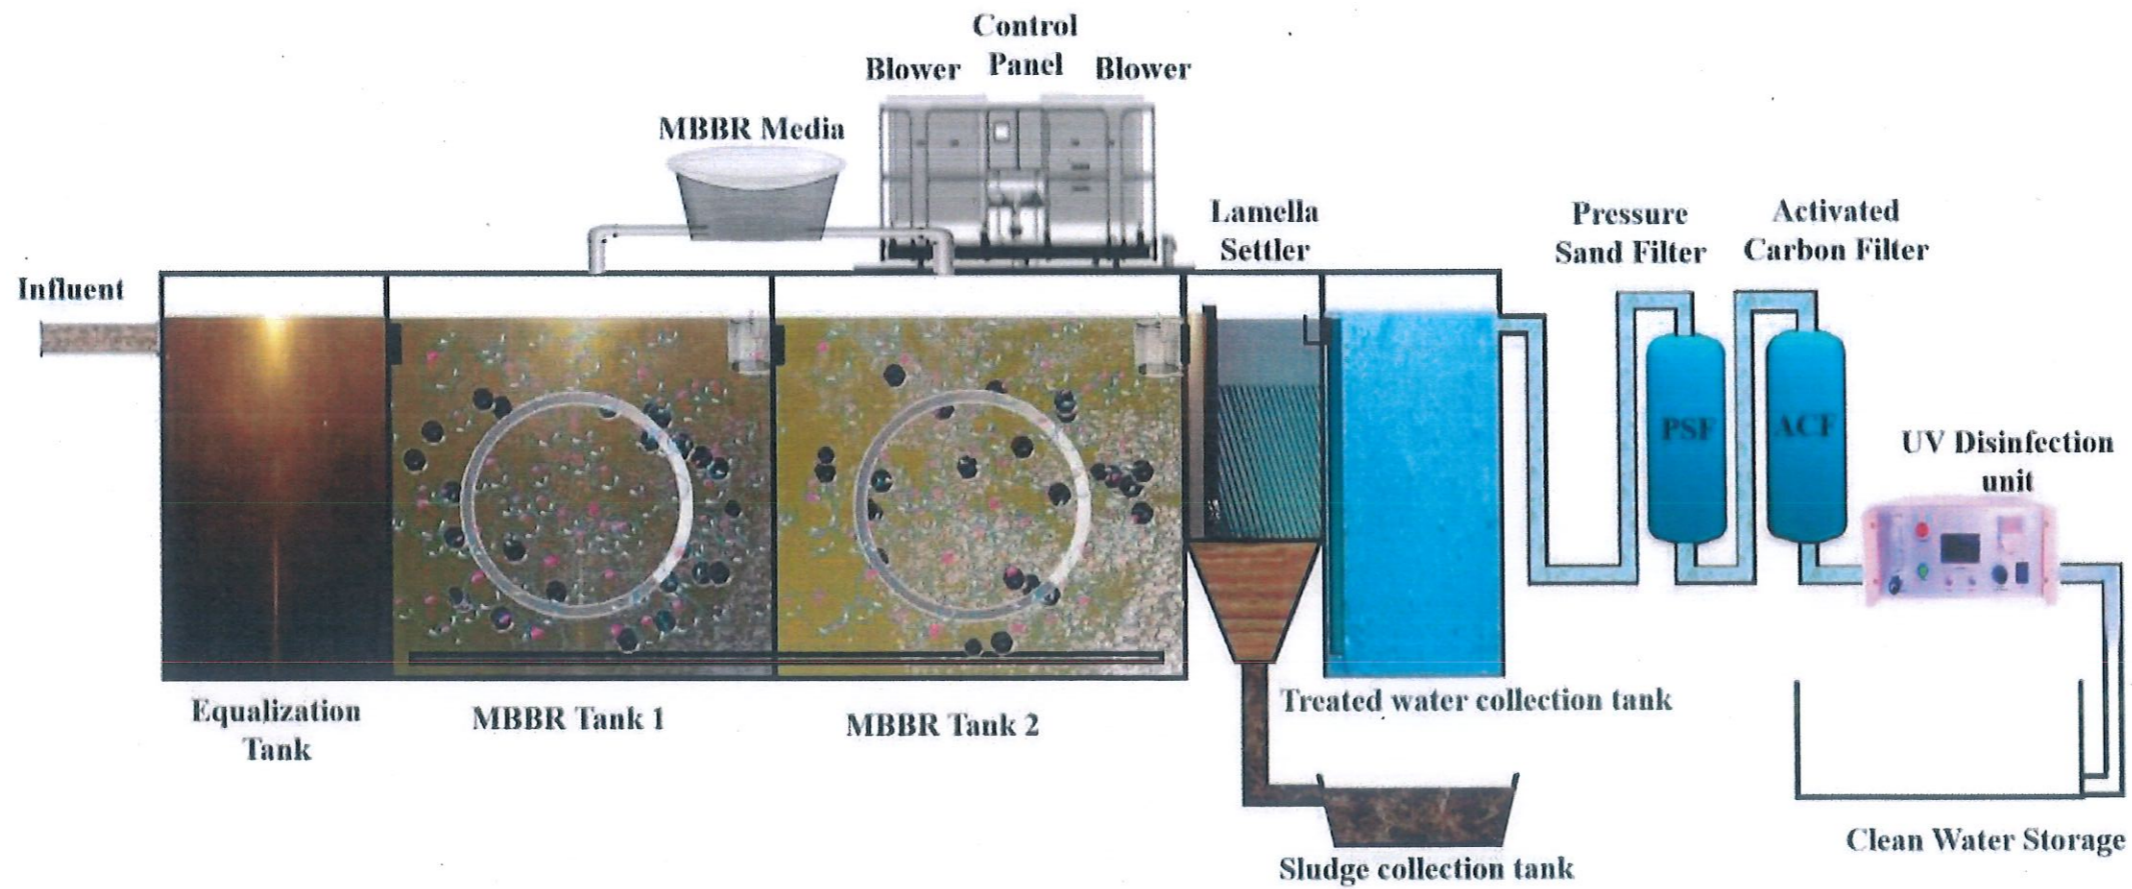 Control
Panel
Blower
Blower
MBBR Media
Lamella
Settler
Pressure
Sand Filter
Activated
Carbon Filter
Influent
PSF
ACF
UV Disinfection
unit
Equalization
Tank
MBBR Tank 1
MBBR Tank 2
Treated water collection tank
Sludge collection tank
Clean Water Storage